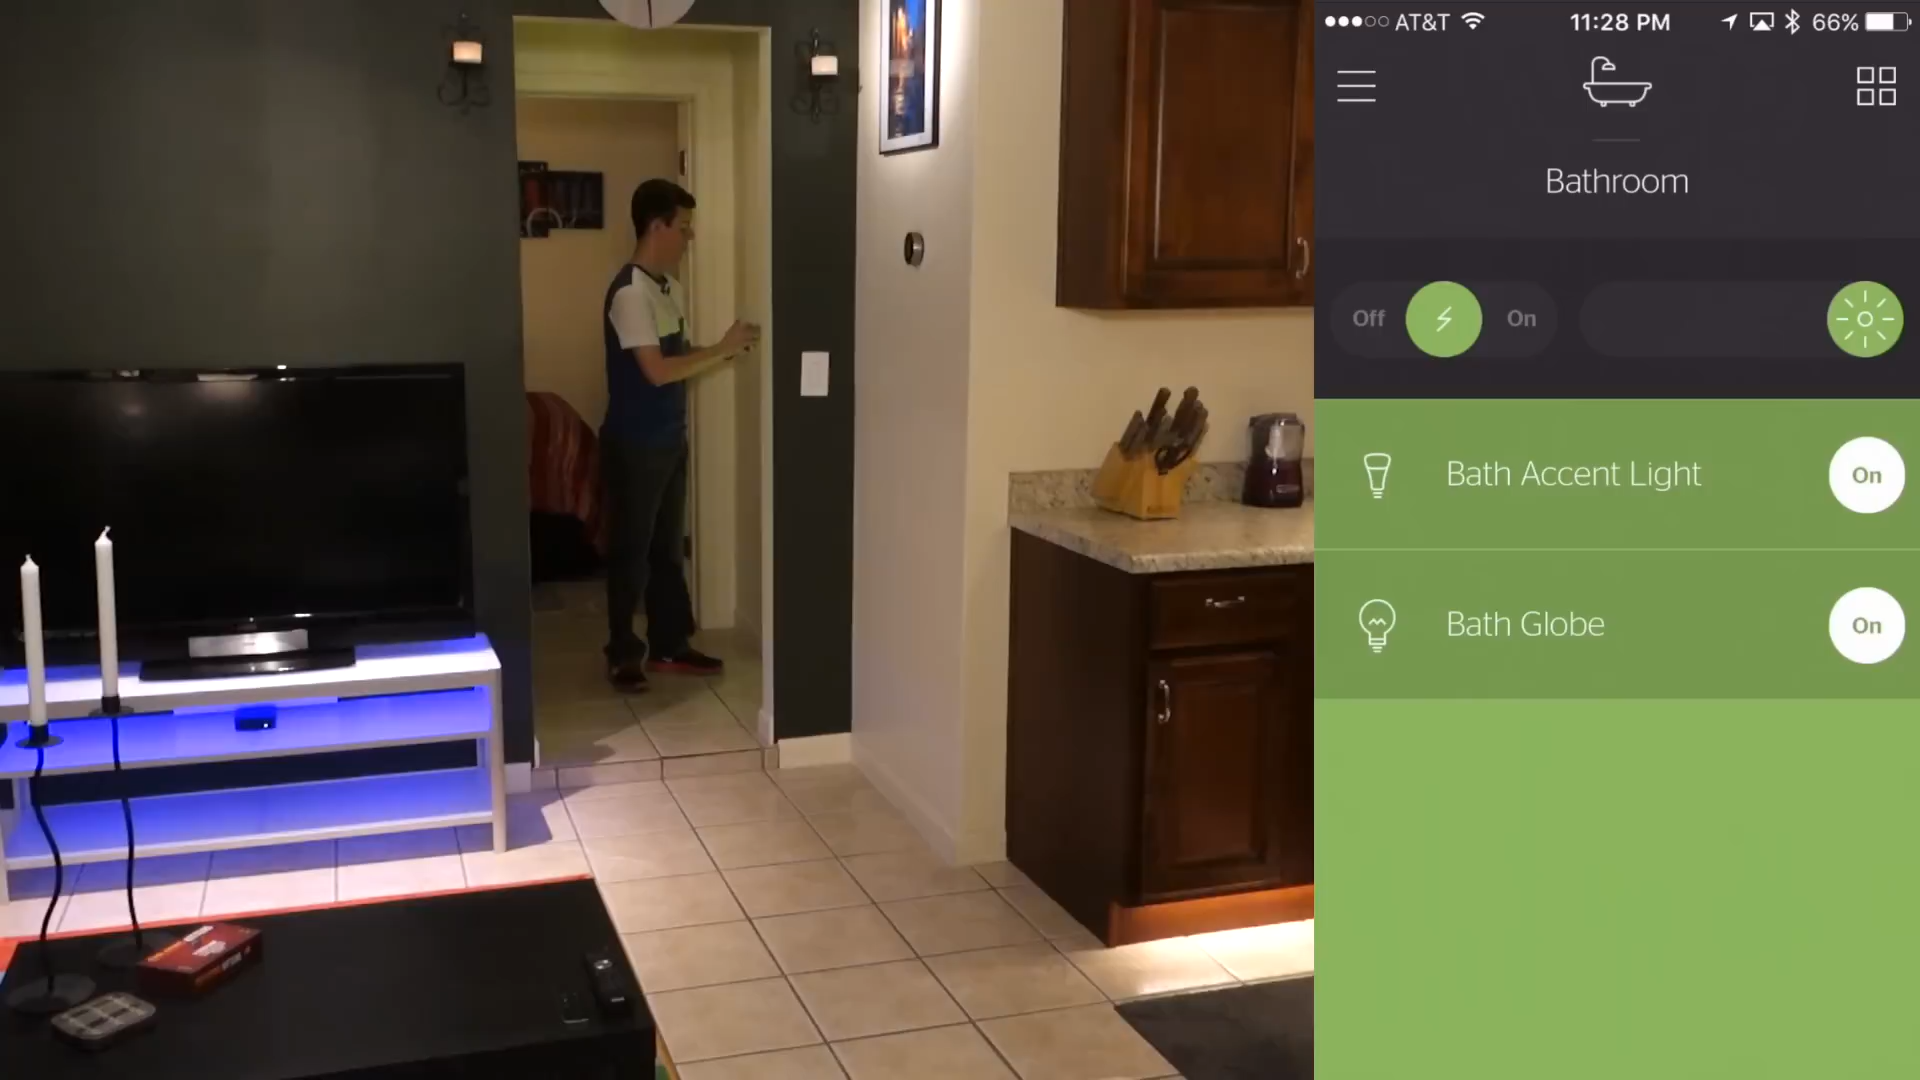 AT&T 11:28 PM 66%
Bathroom
Off On
Bath Accent Light On
Bath Globe On